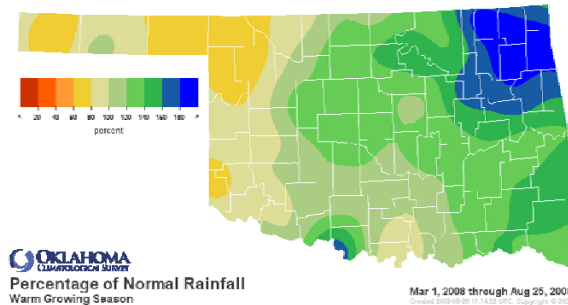 < 20 40 60 80 100 120 140 160 180 >
percent
OKLAHOMA
CLIMATOLOGICAL SURVEY
Percentage of Normal Rainfall
Warm Growing Season
Mar 1, 2008 through Aug 25, 2008